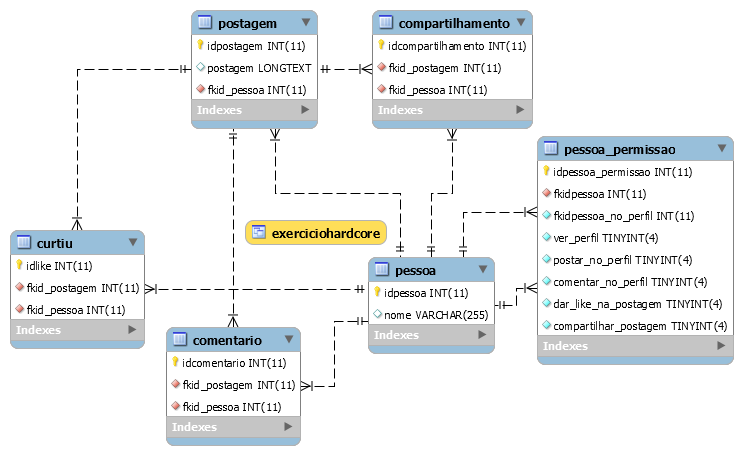 postagem
idpostagem INT(11)
postagem LONGTEXT
fkid_pessoa INT(11)
Indexes
compartilhamento
idcompartilhamento INT(11)
fkid_postagem INT(11)
fkid_pessoa INT(11)
Indexes
pessoa_permissao
idpessoa_permissao INT(11)
fkidpessoa INT(11)
fkidpessoa_no_perfil INT(11)
ver_perfil TINYINT(4)
postar_no_perfil TINYINT(4)
comentar_no_perfil TINYINT(4)
dar_like_na_postagem TINYINT(4)
compartilhar_postagem TINYINT(4)
Indexes
exerciciohardcore
curtiu
idlike INT(11)
fkid_postagem INT(11)
fkid_pessoa INT(11)
Indexes
pessoa
idpessoa INT(11)
nome VARCHAR(255)
Indexes
comentario
idcomentario INT(11)
fkid_postagem INT(11)
fkid_pessoa INT(11)
Indexes